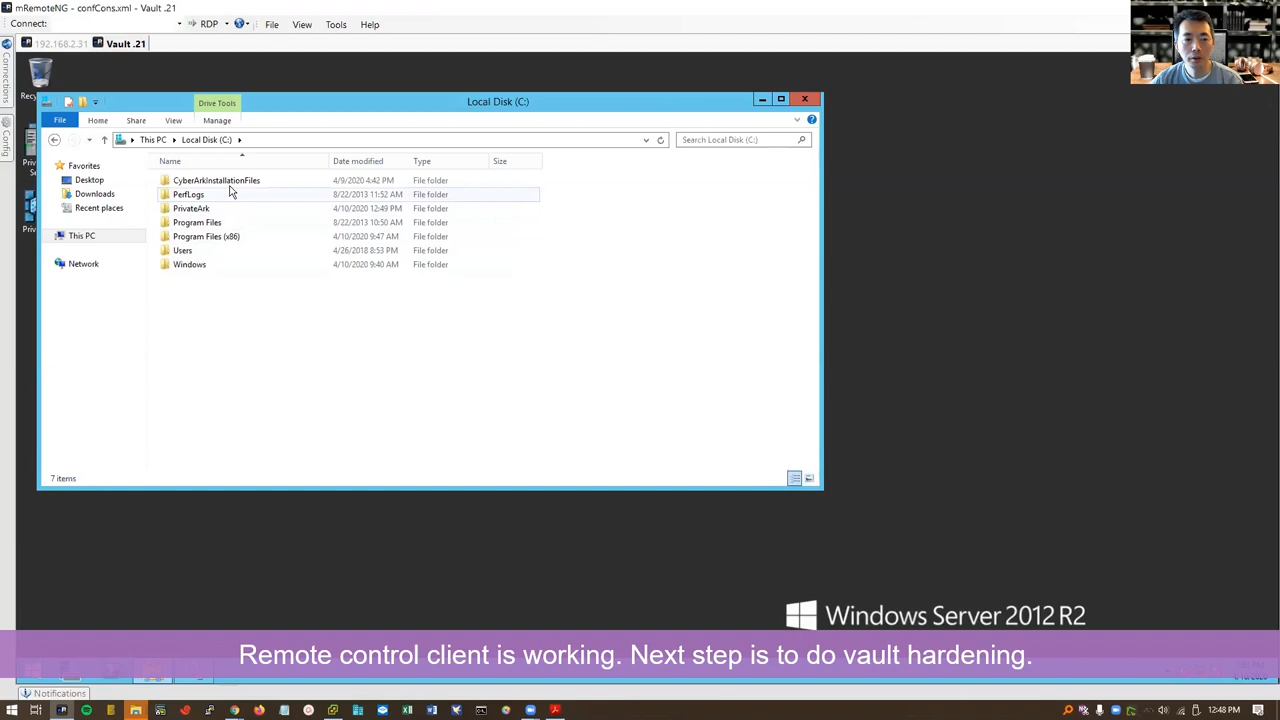 mRemoteNG - confCons.xml - Vault .21
Connect:
RDP
File
View
Tools
Help
192.168.2.31
Vault .21
Connections
Config
Drive Tools
Local Disk (C:)
File
Home
Share
View
Manage
This PC
Local Disk (C:)
Search Local Disk (C:)
Name
Date modified
Type
Size
Favorites
Desktop
Downloads
Recent places
This PC
Network
CyberArkInstallationFiles 4/9/2020 4:42 PM File folder
PerfLogs 8/22/2013 11:52 AM File folder
PrivateArk 4/10/2020 12:49 PM File folder
Program Files 8/22/2013 10:50 AM File folder
Program Files (x86) 4/10/2020 9:47 AM File folder
Users 4/26/2018 8:53 PM File folder
Windows 4/10/2020 9:40 AM File folder
7 items
Windows Server 2012 R2
Remote control client is working. Next step is to do vault hardening.
Notifications
12:48 PM